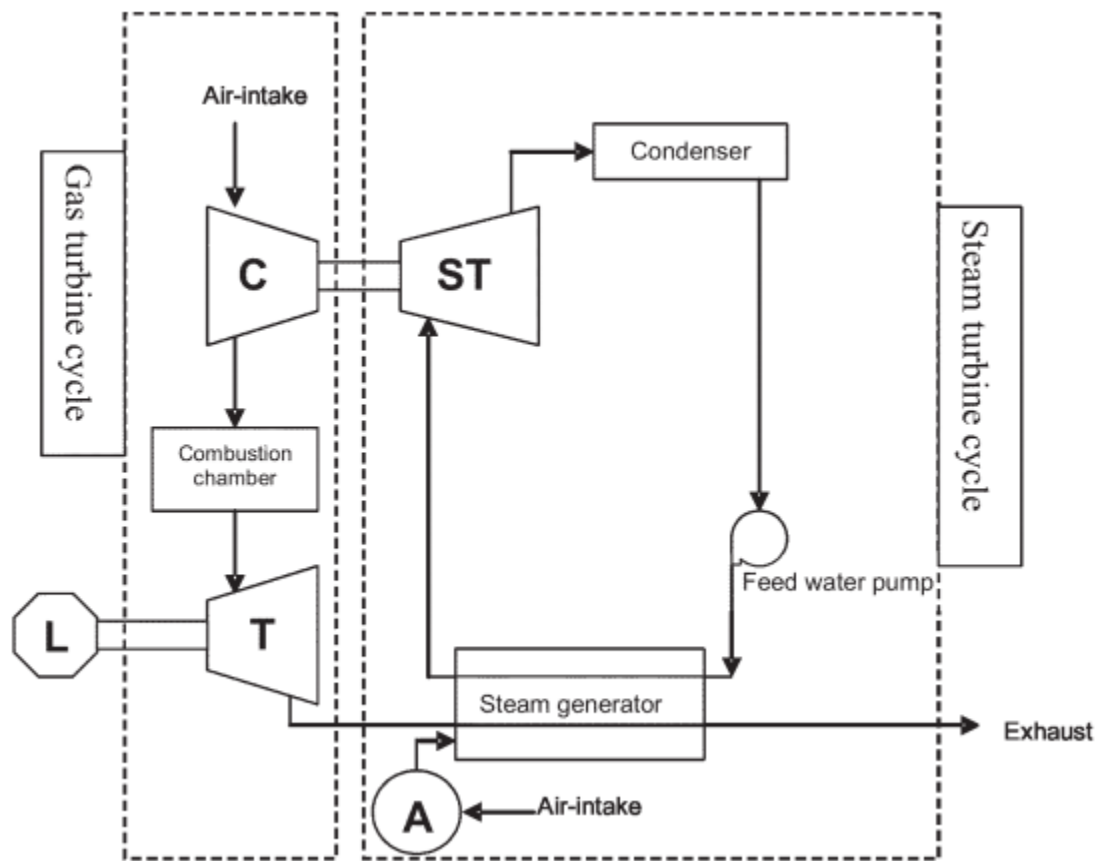 Air-intake
Gas turbine cycle
Condenser
Steam turbine cycle
C
ST
Combustion
chamber
Feed water pump
L
T
Steam generator
Exhaust
A
Air-intake